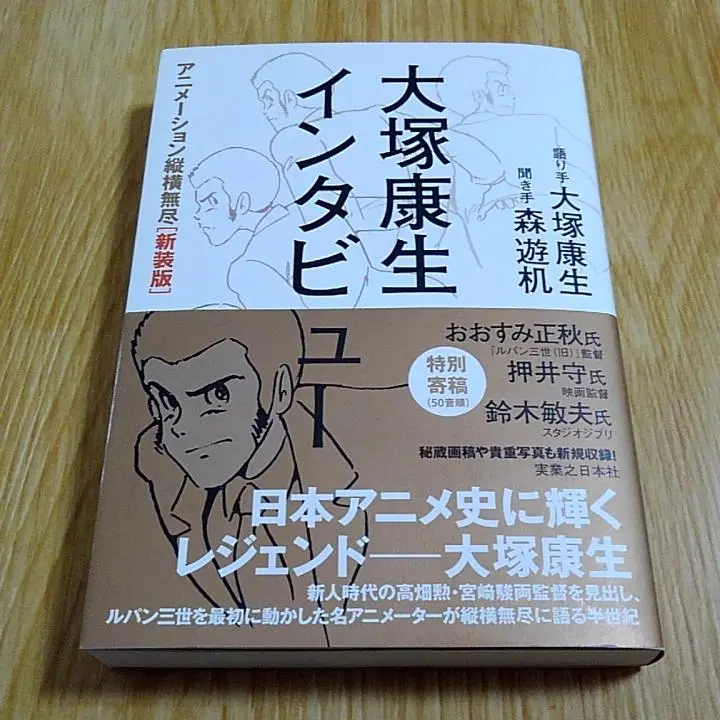 大塚康生
インタビュー
アニメーション縦横無尽[新装版]
語り手 大塚康生
聞き手 森遊机
おおすみ正秋氏
『ルパン三世(旧)』監督
押井守氏
映画監督
鈴木敏夫氏
スタジオジブリ
特別
寄稿
(50音順)
秘蔵画稿や貴重写真も新規収録!
実業之日本社
日本アニメ史に輝く
レジェンド──大塚康生
新人時代の高畑勲・宮﨑駿両監督を見出し、
ルパン三世を最初に動かした名アニメーターが縦横無尽に語る半世紀